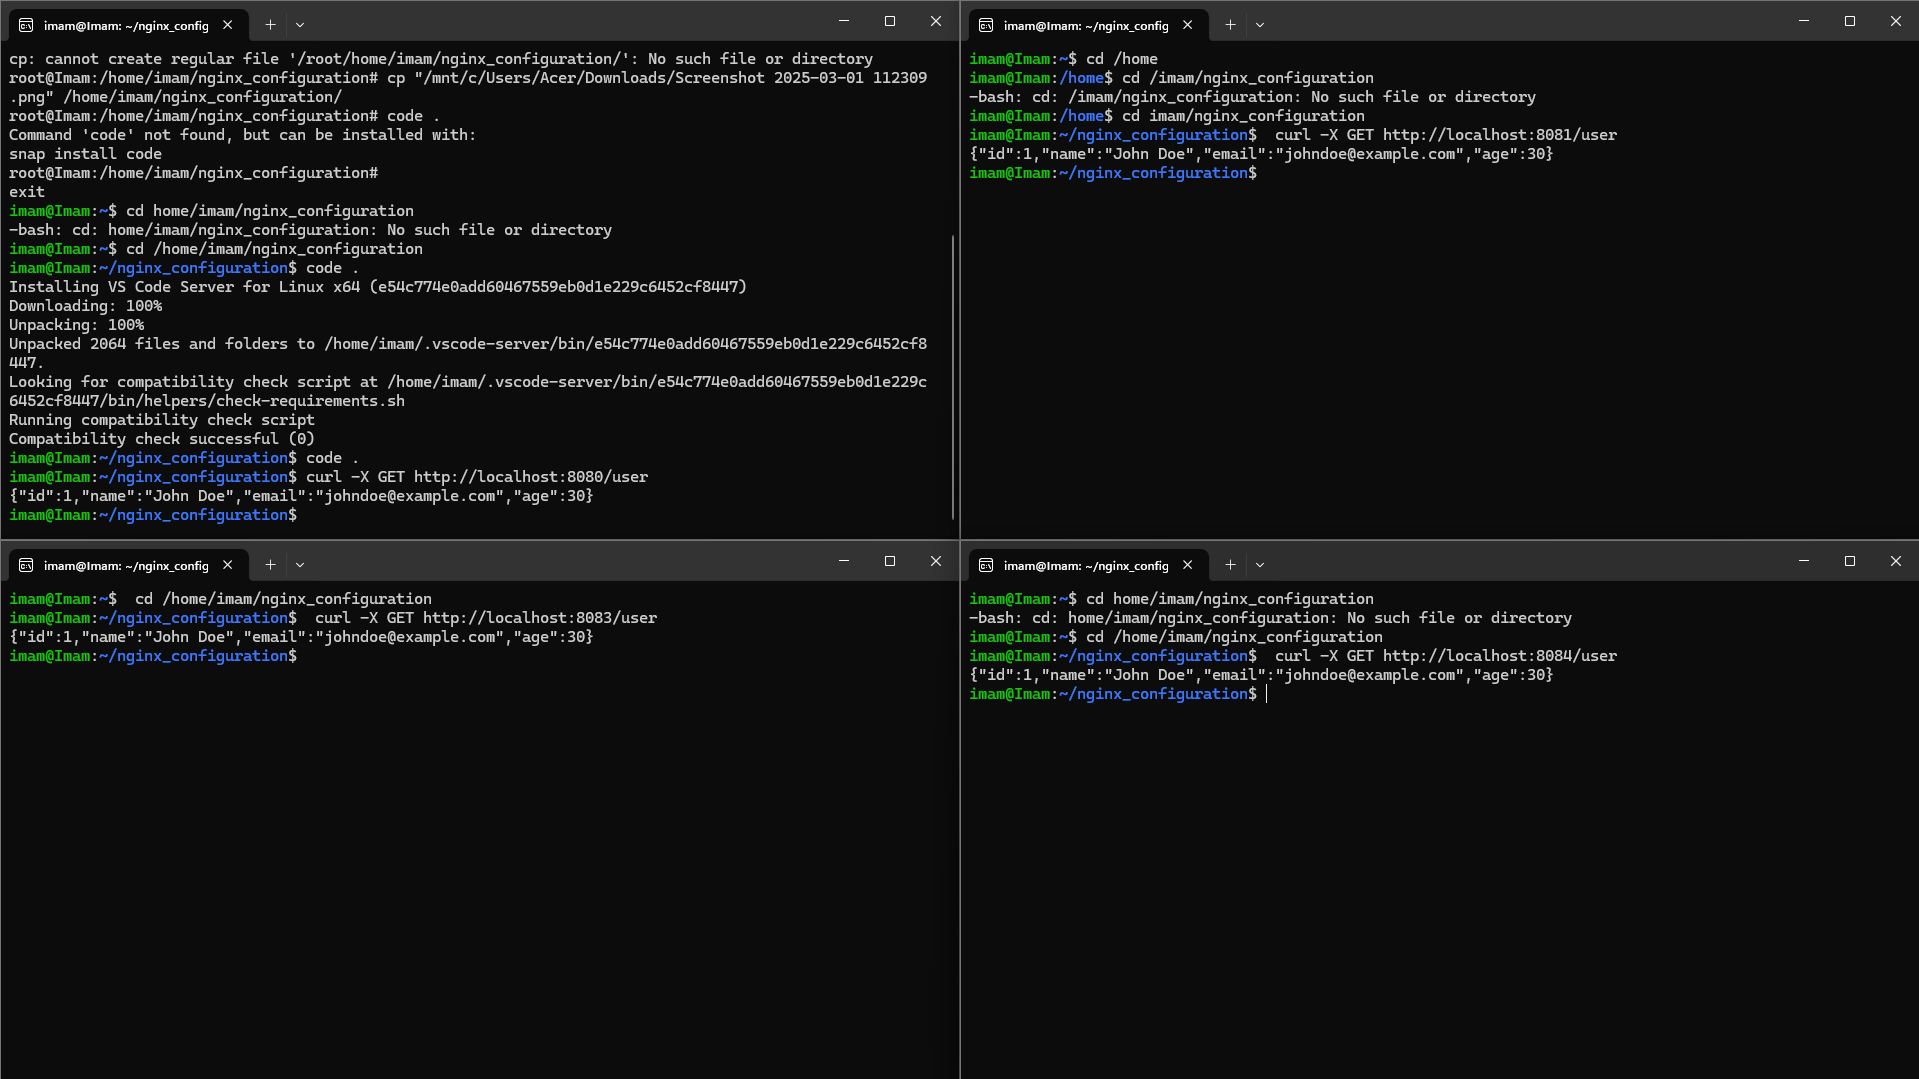 imam@Imam: ~/nginx_config
cp: cannot create regular file '/root/home/imam/nginx_configuration/': No such file or directory
root@Imam:/home/imam/nginx_configuration# cp "/mnt/c/Users/Acer/Downloads/Screenshot 2025-03-01 112309
.png" /home/imam/nginx_configuration/
root@Imam:/home/imam/nginx_configuration# code .
Command 'code' not found, but can be installed with:
snap install code
root@Imam:/home/imam/nginx_configuration#
exit
imam@Imam:~$ cd home/imam/nginx_configuration
-bash: cd: home/imam/nginx_configuration: No such file or directory
imam@Imam:~$ cd /home/imam/nginx_configuration
imam@Imam:~/nginx_configuration$ code .
Installing VS Code Server for Linux x64 (e54c774e0add60467559eb0d1e229c6452cf8447)
Downloading: 100%
Unpacking: 100%
Unpacked 2064 files and folders to /home/imam/.vscode-server/bin/e54c774e0add60467559eb0d1e229c6452cf8
447.
Looking for compatibility check script at /home/imam/.vscode-server/bin/e54c774e0add60467559eb0d1e229c
6452cf8447/bin/helpers/check-requirements.sh
Running compatibility check script
Compatibility check successful (0)
imam@Imam:~/nginx_configuration$ code .
imam@Imam:~/nginx_configuration$ curl -X GET http://localhost:8080/user
{"id":1,"name":"John Doe","email":"johndoe@example.com","age":30}
imam@Imam:~/nginx_configuration$
imam@Imam: ~/nginx_config
imam@Imam:~$ cd /home
imam@Imam:/home$ cd /imam/nginx_configuration
-bash: cd: /imam/nginx_configuration: No such file or directory
imam@Imam:/home$ cd imam/nginx_configuration
imam@Imam:~/nginx_configuration$  curl -X GET http://localhost:8081/user
{"id":1,"name":"John Doe","email":"johndoe@example.com","age":30}
imam@Imam:~/nginx_configuration$
imam@Imam: ~/nginx_config
imam@Imam:~$  cd /home/imam/nginx_configuration
imam@Imam:~/nginx_configuration$  curl -X GET http://localhost:8083/user
{"id":1,"name":"John Doe","email":"johndoe@example.com","age":30}
imam@Imam:~/nginx_configuration$
imam@Imam: ~/nginx_config
imam@Imam:~$ cd home/imam/nginx_configuration
-bash: cd: home/imam/nginx_configuration: No such file or directory
imam@Imam:~$ cd /home/imam/nginx_configuration
imam@Imam:~/nginx_configuration$  curl -X GET http://localhost:8084/user
{"id":1,"name":"John Doe","email":"johndoe@example.com","age":30}
imam@Imam:~/nginx_configuration$